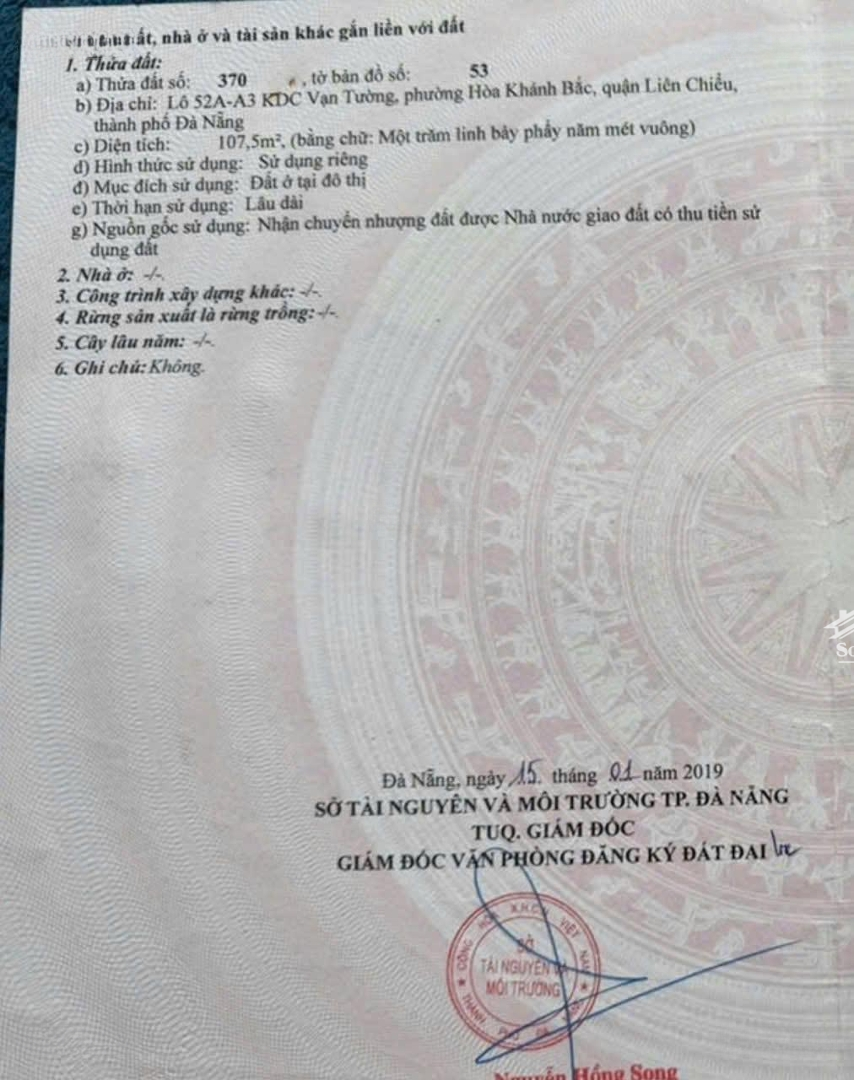 ất, nhà ở và tài sản khác gắn liền với đất
1. Thửa đất:
a) Thửa đất số: 370 , tờ bản đồ số: 53
b) Địa chỉ: Lô 52A-A3 KDC Vạn Tường, phường Hòa Khánh Bắc, quận Liên Chiểu,
thành phố Đà Nẵng
c) Diện tích: 107,5m², (bằng chữ: Một trăm linh bảy phẩy năm mét vuông)
d) Hình thức sử dụng: Sử dụng riêng
đ) Mục đích sử dụng: Đất ở tại đô thị
e) Thời hạn sử dụng: Lâu dài
g) Nguồn gốc sử dụng: Nhận chuyển nhượng đất được Nhà nước giao đất có thu tiền sử
dụng đất
2. Nhà ở: -/-.
3. Công trình xây dựng khác: -/-.
4. Rừng sản xuất là rừng trồng: -/-.
5. Cây lâu năm: -/-.
6. Ghi chú: Không.
Đà Nẵng, ngày 15. tháng 01 năm 2019
SỞ TÀI NGUYÊN VÀ MÔI TRƯỜNG TP. ĐÀ NẴNG
TUQ. GIÁM ĐỐC
GIÁM ĐỐC VĂN PHÒNG ĐĂNG KÝ ĐẤT ĐAI
CỘNG HÒA X.H.C.N VIỆT NAM
SỞ
TÀI NGUYÊN VÀ
MÔI TRƯỜNG
THÀNH PHỐ
Nguyễn Hồng Song